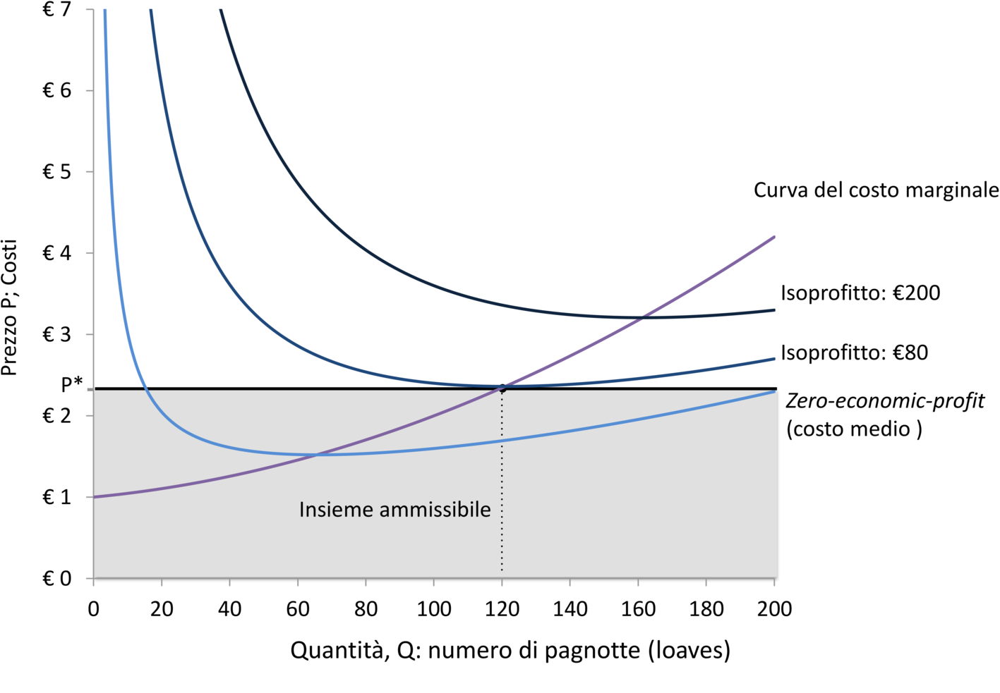 € 7
€ 6
€ 5
€ 4
€ 3
P*
€ 2
€ 1
€ 0
Prezzo P; Costi
Curva del costo marginale
Isoprofitto: €200
Isoprofitto: €80
Zero-economic-profit
(costo medio )
Insieme ammissibile
0 20 40 60 80 100 120 140 160 180 200
Quantità, Q: numero di pagnotte (loaves)